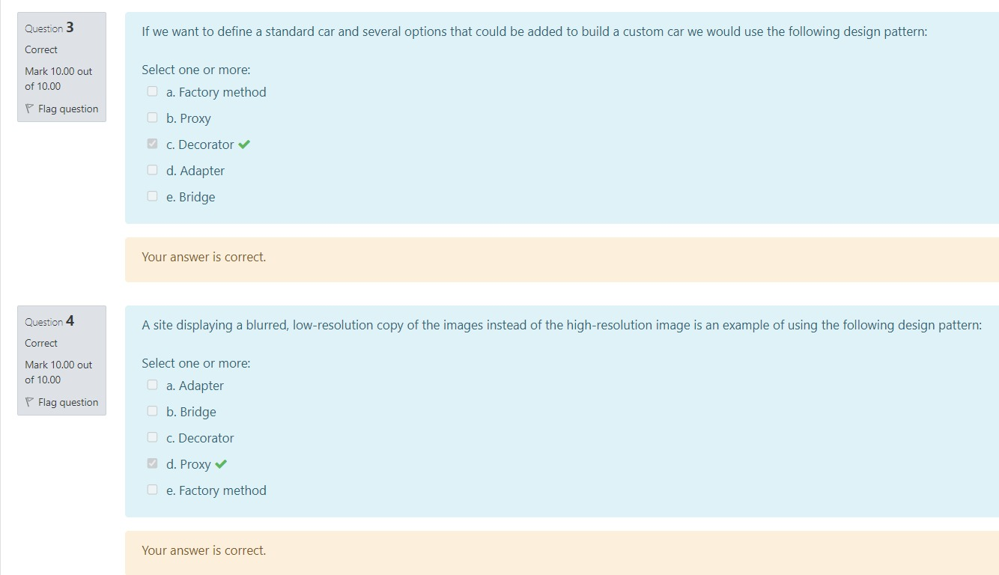 Question 3
Correct
Mark 10.00 out
of 10.00
Flag question
If we want to define a standard car and several options that could be added to build a custom car we would use the following design pattern:
Select one or more:
a. Factory method
b. Proxy
c. Decorator
d. Adapter
e. Bridge
Your answer is correct.
Question 4
Correct
Mark 10.00 out
of 10.00
Flag question
A site displaying a blurred, low-resolution copy of the images instead of the high-resolution image is an example of using the following design pattern:
Select one or more:
a. Adapter
b. Bridge
c. Decorator
d. Proxy
e. Factory method
Your answer is correct.